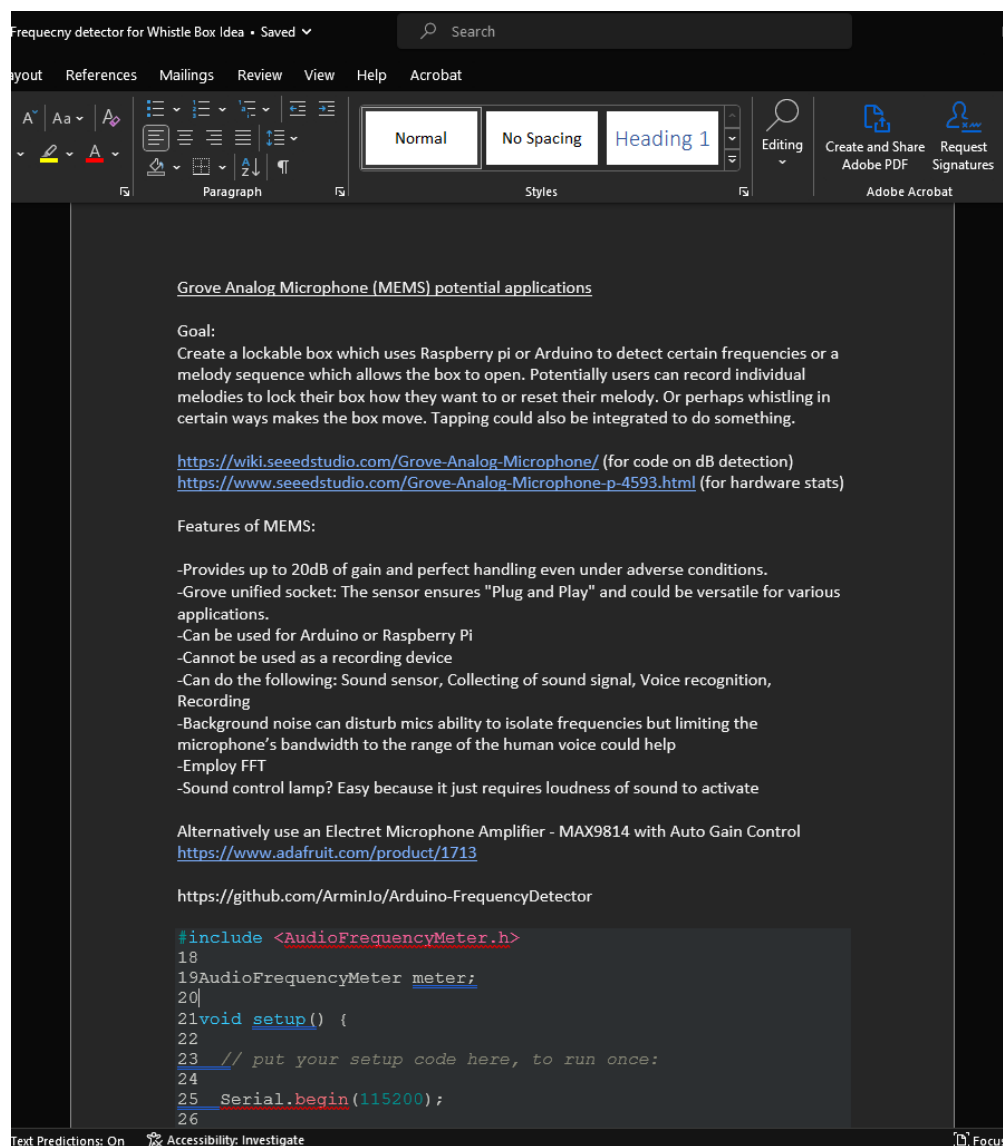 Frequecny detector for Whistle Box Idea • Saved
Search
ayout References Mailings Review View Help Acrobat
A Aa A
Normal No Spacing Heading 1
Editing
Create and Share Adobe PDF
Request Signatures
Paragraph Styles Adobe Acrobat
Grove Analog Microphone (MEMS) potential applications
Goal:
Create a lockable box which uses Raspberry pi or Arduino to detect certain frequencies or a
melody sequence which allows the box to open. Potentially users can record individual
melodies to lock their box how they want to or reset their melody. Or perhaps whistling in
certain ways makes the box move. Tapping could also be integrated to do something.
https://wiki.seeedstudio.com/Grove-Analog-Microphone/ (for code on dB detection)
https://www.seeedstudio.com/Grove-Analog-Microphone-p-4593.html (for hardware stats)
Features of MEMS:
-Provides up to 20dB of gain and perfect handling even under adverse conditions.
-Grove unified socket: The sensor ensures "Plug and Play" and could be versatile for various
applications.
-Can be used for Arduino or Raspberry Pi
-Cannot be used as a recording device
-Can do the following: Sound sensor, Collecting of sound signal, Voice recognition,
Recording
-Background noise can disturb mics ability to isolate frequencies but limiting the
microphone’s bandwidth to the range of the human voice could help
-Employ FFT
-Sound control lamp? Easy because it just requires loudness of sound to activate
Alternatively use an Electret Microphone Amplifier - MAX9814 with Auto Gain Control
https://www.adafruit.com/product/1713
https://github.com/ArminJo/Arduino-FrequencyDetector
#include <AudioFrequencyMeter.h>
18
19AudioFrequencyMeter meter;
20
21void setup() {
22
23  // put your setup code here, to run once:
24
25  Serial.begin(115200);
26
Text Predictions: On Accessibility: Investigate Focus